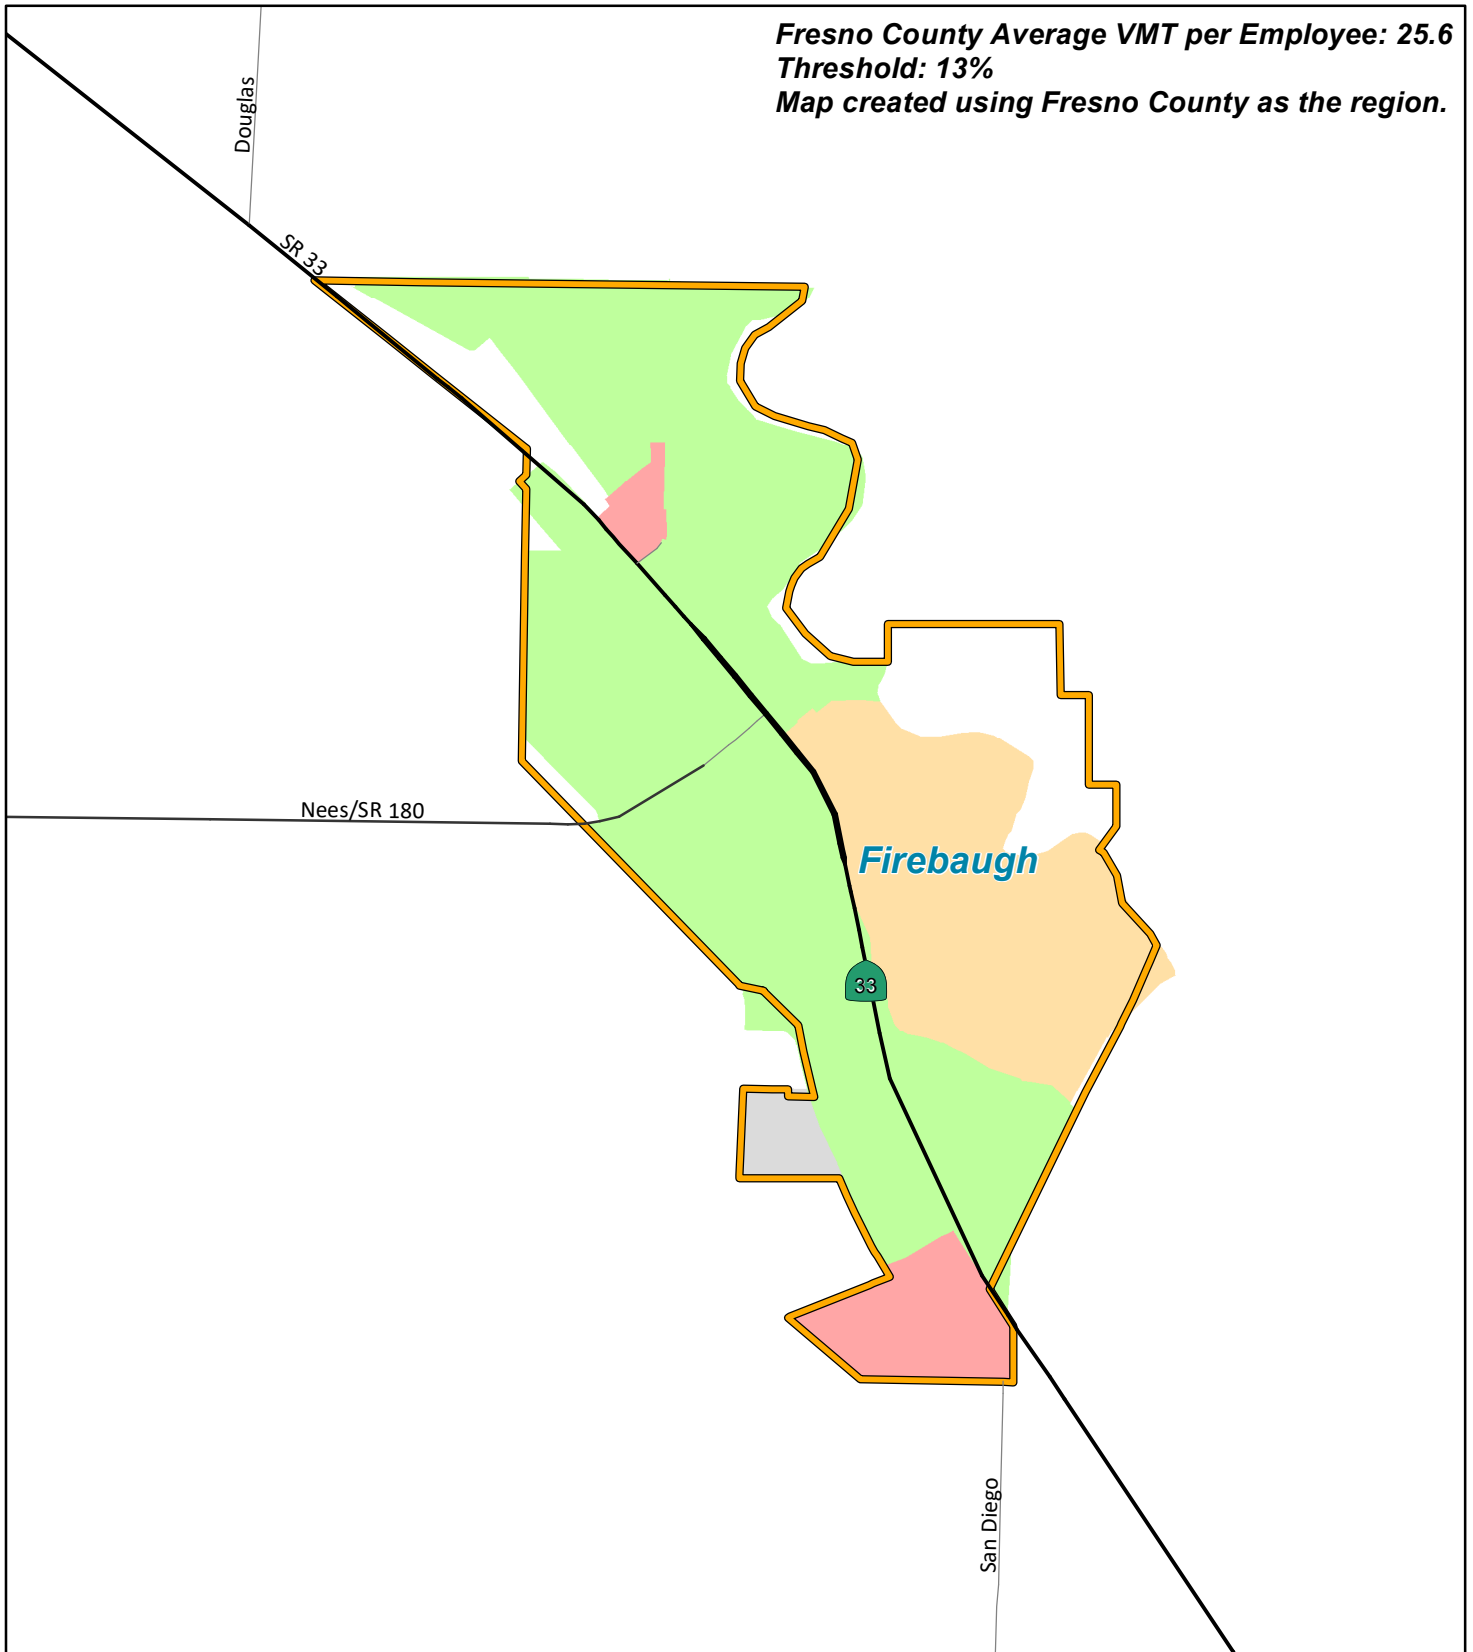 Fresno County Average VMT per Employee: 25.6
Threshold: 13%
Map created using Fresno County as the region.
Douglas
SR 33
Nees/SR 180
Firebaugh
33
San Diego